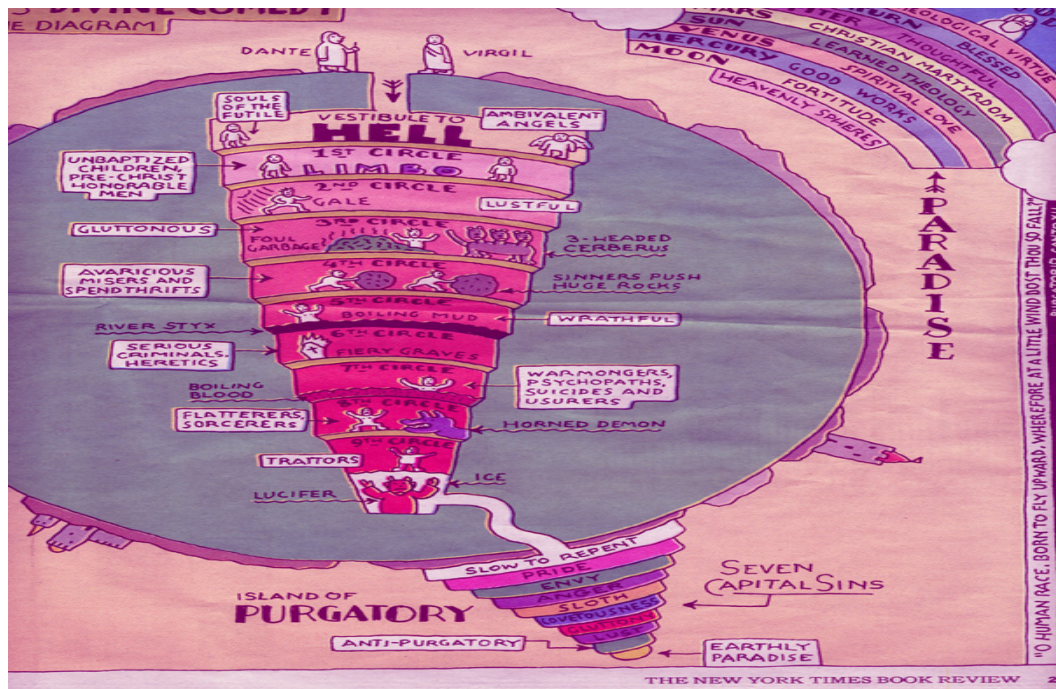 S DIVINE COMEDY
E DIAGRAM
DANTE
VIRGIL
SOULS
OF THE
FUTILE
VESTIBULE TO
HELL
AMBIVALENT
ANGELS
UNBAPTIZED
CHILDREN,
PRE-CHRIST
HONORABLE
MEN
1ST CIRCLE
LIMBO
2ND CIRCLE
GALE
LUSTFUL
GLUTTONOUS
3RD CIRCLE
FOUL
GARBAGE
3-HEADED
CERBERUS
AVARICIOUS
MISERS AND
SPENDTHRIFTS
4TH CIRCLE
SINNERS PUSH
HUGE ROCKS
5TH CIRCLE
BOILING MUD
WRATHFUL
RIVER STYX
6TH CIRCLE
SERIOUS
CRIMINALS,
HERETICS
FIERY GRAVES
7TH CIRCLE
WARMONGERS,
PSYCHOPATHS,
SUICIDES AND
USURERS
BOILING
BLOOD
8TH CIRCLE
FLATTERERS,
SORCERERS
HORNED DEMON
9TH CIRCLE
TRAITORS
ICE
LUCIFER
SLOW TO REPENT
PRIDE
ENVY
ANGER
SLOTH
COVETOUSNESS
GLUTTONY
LUST
SEVEN
CAPITAL SINS
ISLAND OF
PURGATORY
ANTI-PURGATORY
EARTHLY
PARADISE
MARS
SUN
VENUS
MERCURY
MOON
THEOLOGICAL VIRTUE
BLESSED
THOUGHTFUL
CHRISTIAN MARTYRDOM
LEARNED THEOLOGY
SPIRITUAL LOVE
GOOD WORKS
FORTITUDE
HEAVENLY SPHERES
PARADISE
"O HUMAN RACE, BORN TO FLY UPWARD, WHEREFORE AT A LITTLE WIND DOST THOU SO FALL?"
THE NEW YORK TIMES BOOK REVIEW